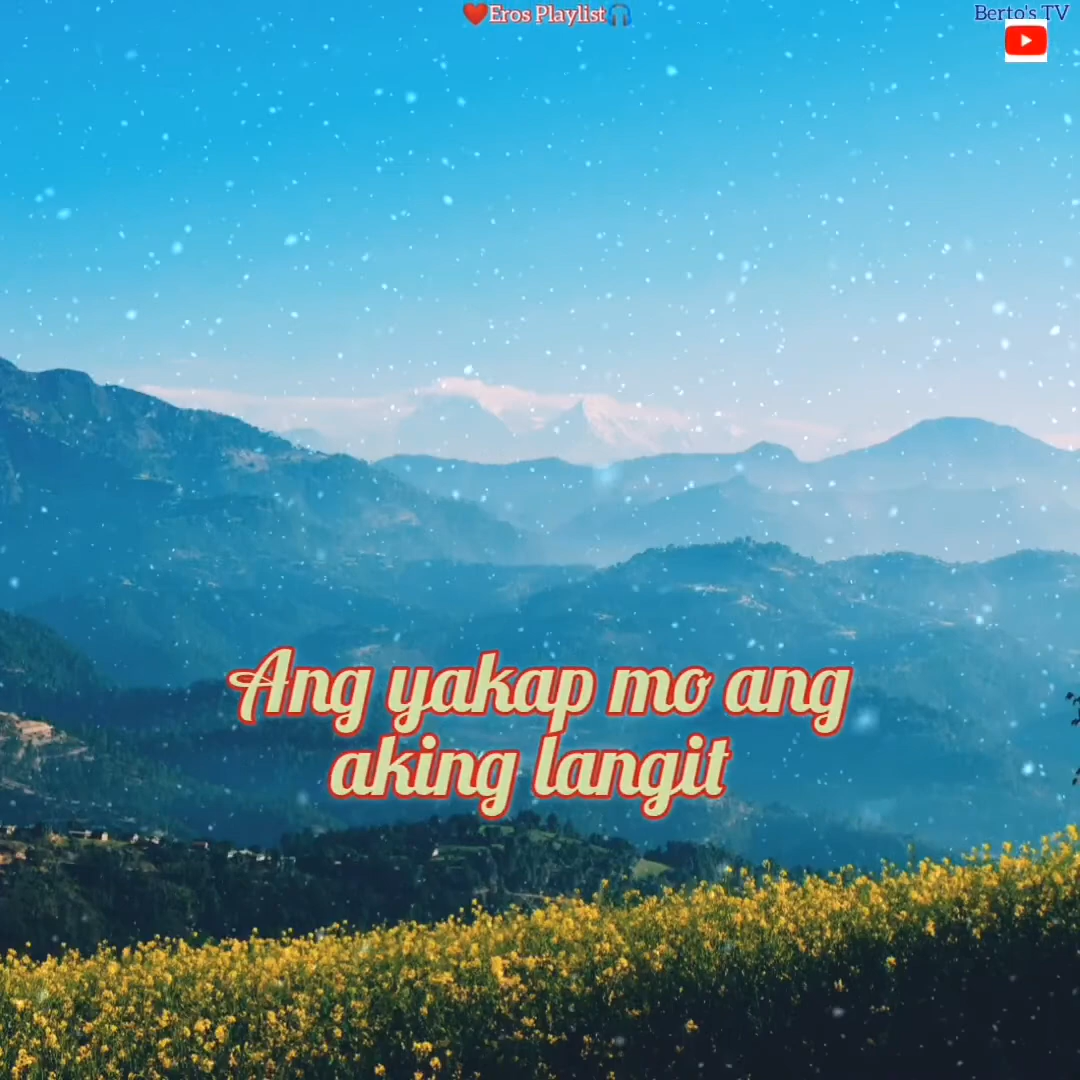 ❤️Eros Playlist🎧
Berto's TV
Ang yakap mo ang
aking langit